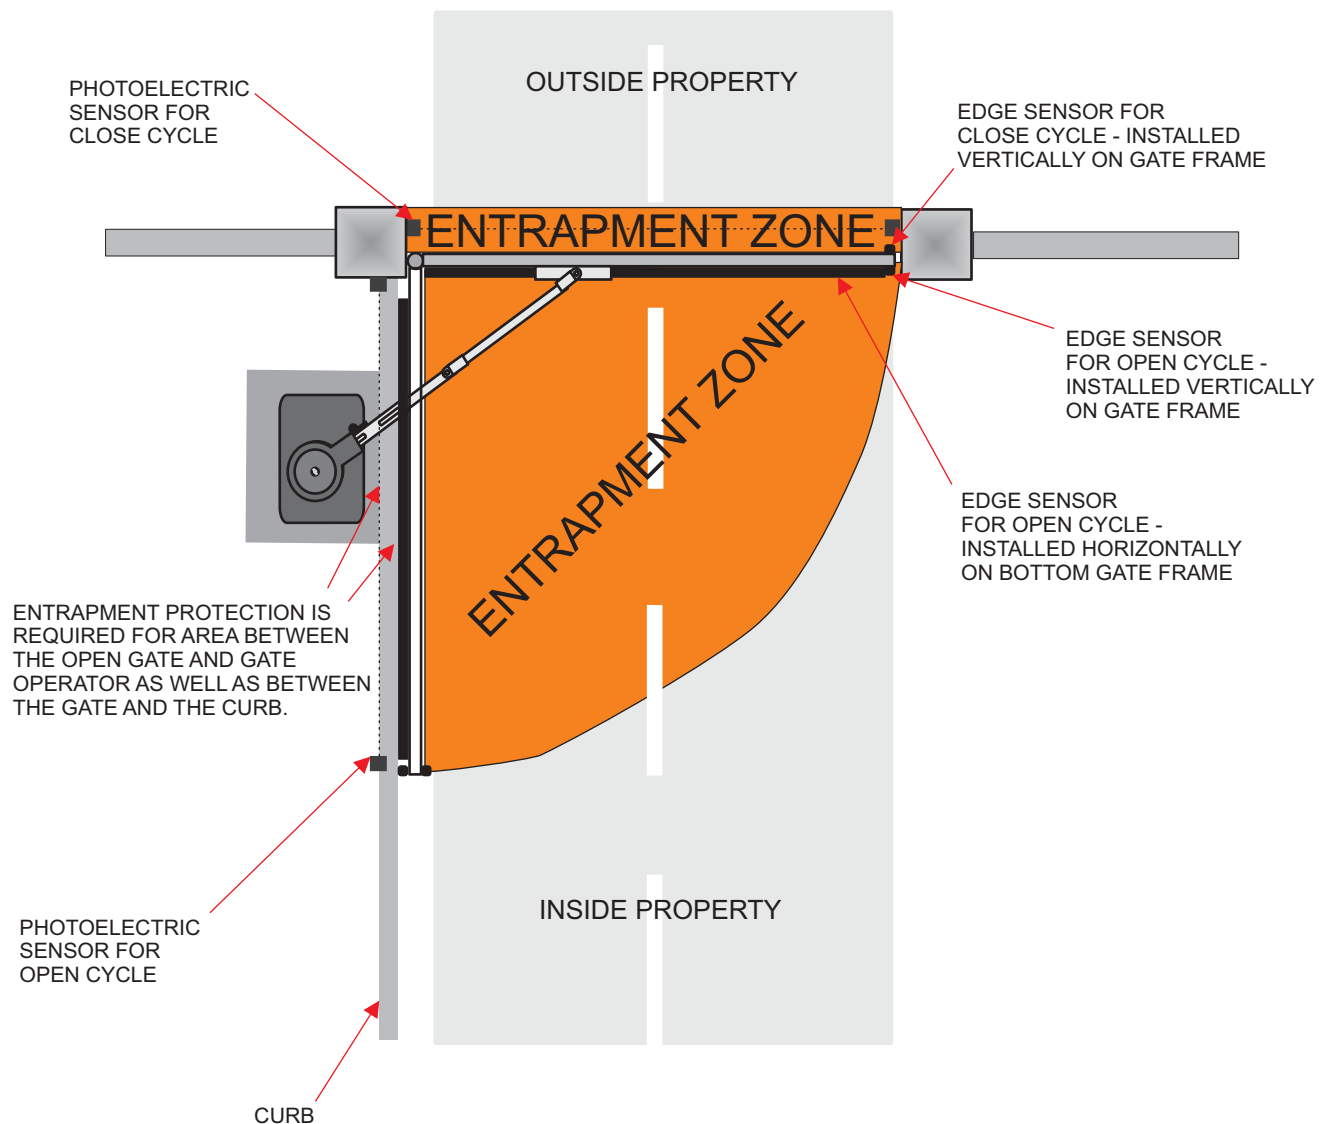 OUTSIDE PROPERTY
PHOTOELECTRIC
SENSOR FOR
CLOSE CYCLE
EDGE SENSOR FOR
CLOSE CYCLE - INSTALLED
VERTICALLY ON GATE FRAME
ENTRAPMENT ZONE
ENTRAPMENT ZONE
EDGE SENSOR
FOR OPEN CYCLE -
INSTALLED VERTICALLY
ON GATE FRAME
EDGE SENSOR
FOR OPEN CYCLE -
INSTALLED HORIZONTALLY
ON BOTTOM GATE FRAME
ENTRAPMENT PROTECTION IS
REQUIRED FOR AREA BETWEEN
THE OPEN GATE AND GATE
OPERATOR AS WELL AS BETWEEN
THE GATE AND THE CURB.
INSIDE PROPERTY
PHOTOELECTRIC
SENSOR FOR
OPEN CYCLE
CURB